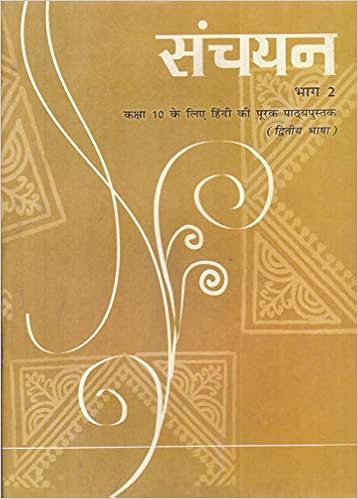 संचयन
भाग 2
कक्षा 10 के लिए हिंदी की पूरक पाठ्यपुस्तक
(द्वितीय भाषा)